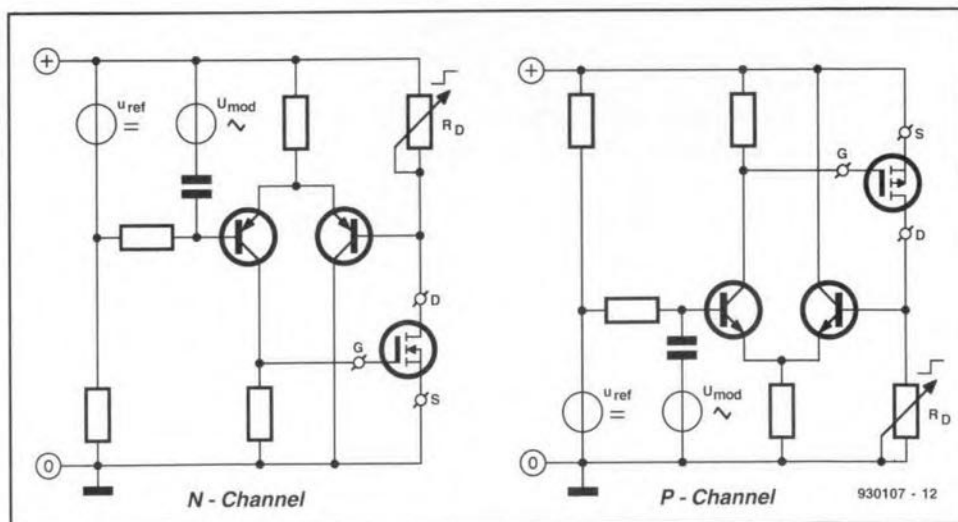 +
u ref
=
U mod
~
R D
G
D
S
0
N - Channel
+
G
S
D
u ref
=
U mod
~
R D
0
P - Channel
930107 - 12